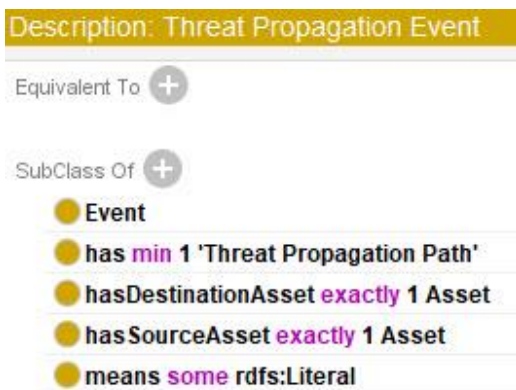 Description: Threat Propagation Event
Equivalent To
SubClass Of
Event
has min 1 'Threat Propagation Path'
hasDestinationAsset exactly 1 Asset
hasSourceAsset exactly 1 Asset
means some rdfs:Literal